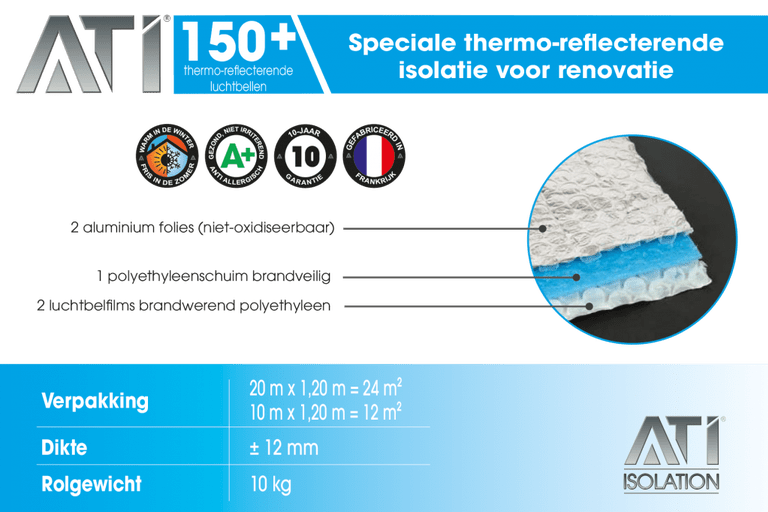 ATI®
150+
thermo-reflecterende
luchtbellen
Speciale thermo-reflecterende
isolatie voor renovatie
WARM IN DE WINTER
FRIS IN DE ZOMER
GEZOND, NIET IRRITEREND
A+
ANTI ALLERGISCH
10-JAAR
10
GARANTIE
GEFABRICEERD IN
FRANKRIJK
2 aluminium folies (niet-oxidiseerbaar)
1 polyethyleenschuim brandveilig
2 luchtbelfilms brandwerend polyethyleen
Verpakking
20 m x 1,20 m = 24 m²
10 m x 1,20 m = 12 m²
Dikte
± 12 mm
Rolgewicht
10 kg
ATI®
ISOLATION